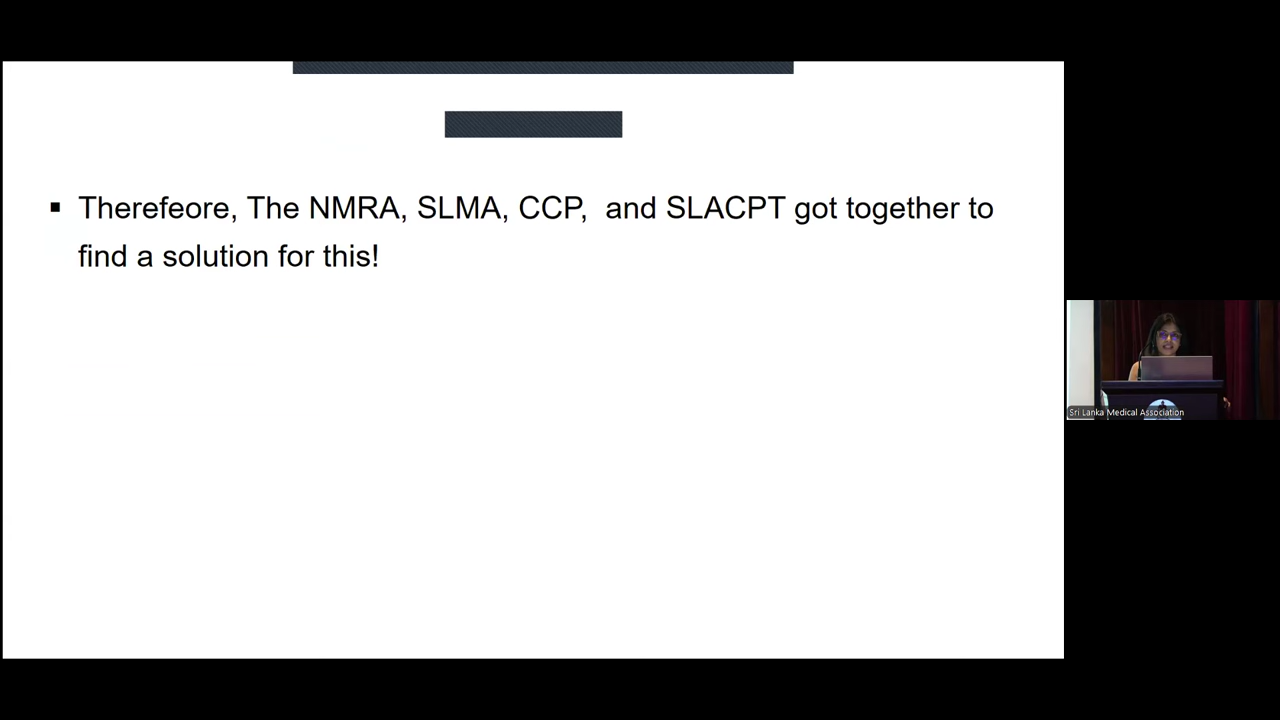 ▪ Therefeore, The NMRA, SLMA, CCP,  and SLACPT got together to
find a solution for this!
Sri Lanka Medical Association